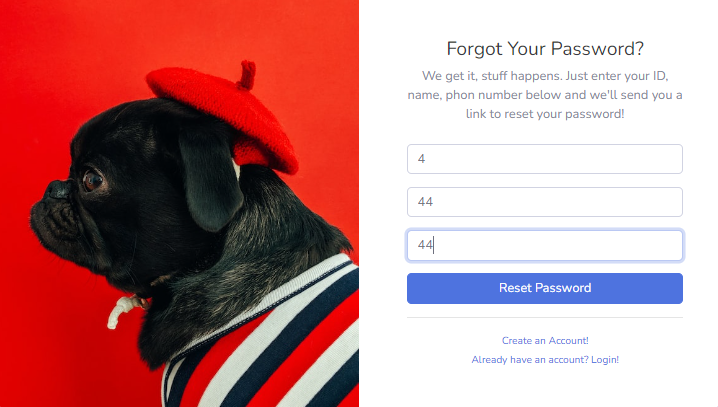 Forgot Your Password?
We get it, stuff happens. Just enter your ID,
name, phon number below and we'll send you a
link to reset your password!
4
44
44
Reset Password
Create an Account!
Already have an account? Login!